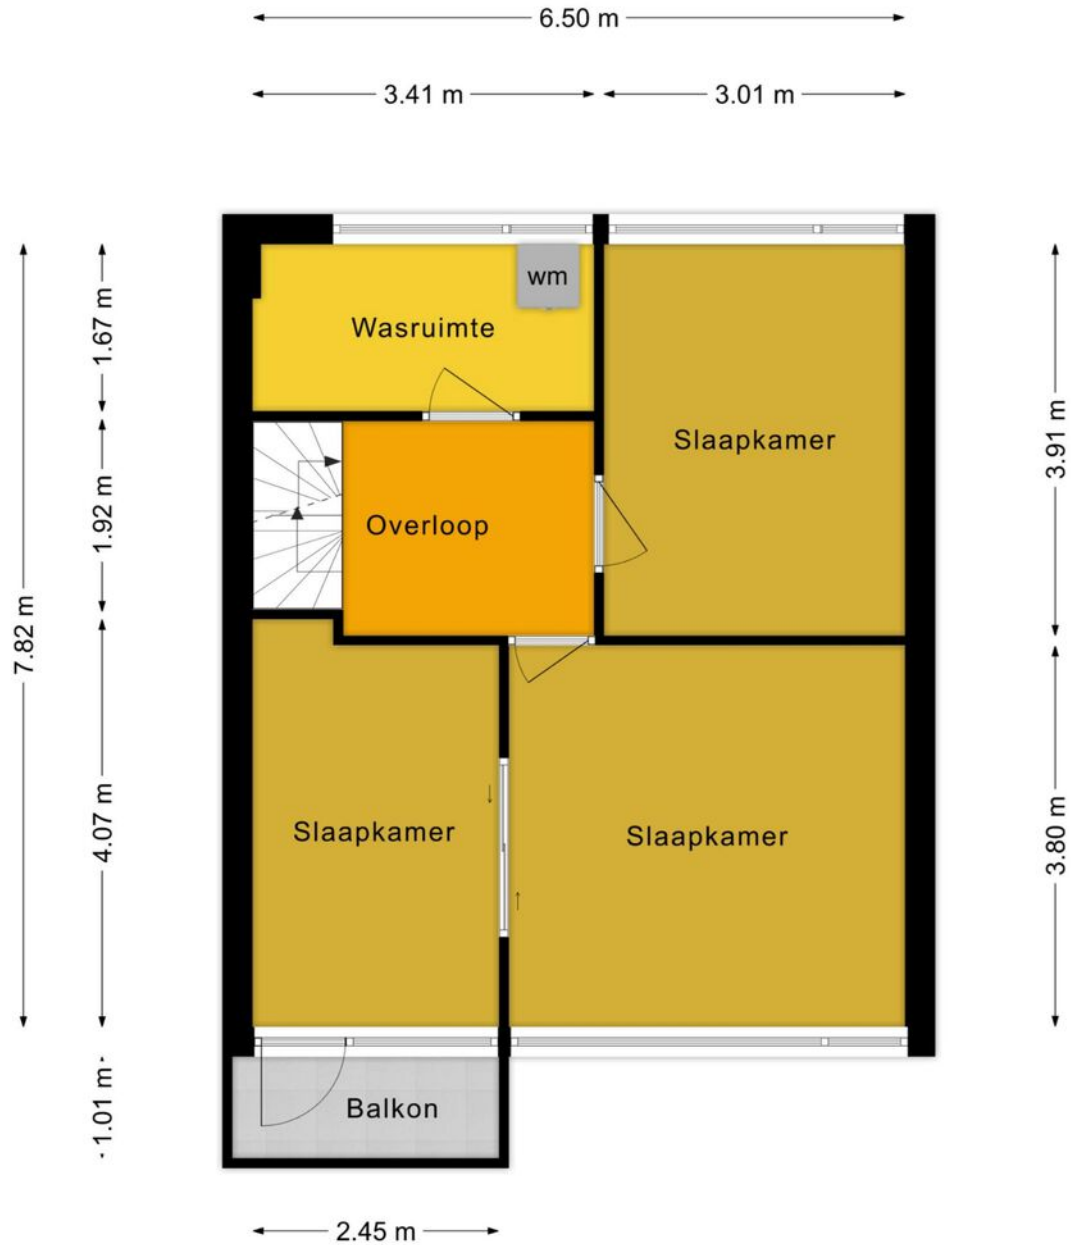 6.50 m
3.41 m
3.01 m
wm
Wasruimte
1.67 m
Slaapkamer
3.91 m
1.92 m
Overloop
7.82 m
4.07 m
Slaapkamer
Slaapkamer
3.80 m
1.01 m
Balkon
2.45 m